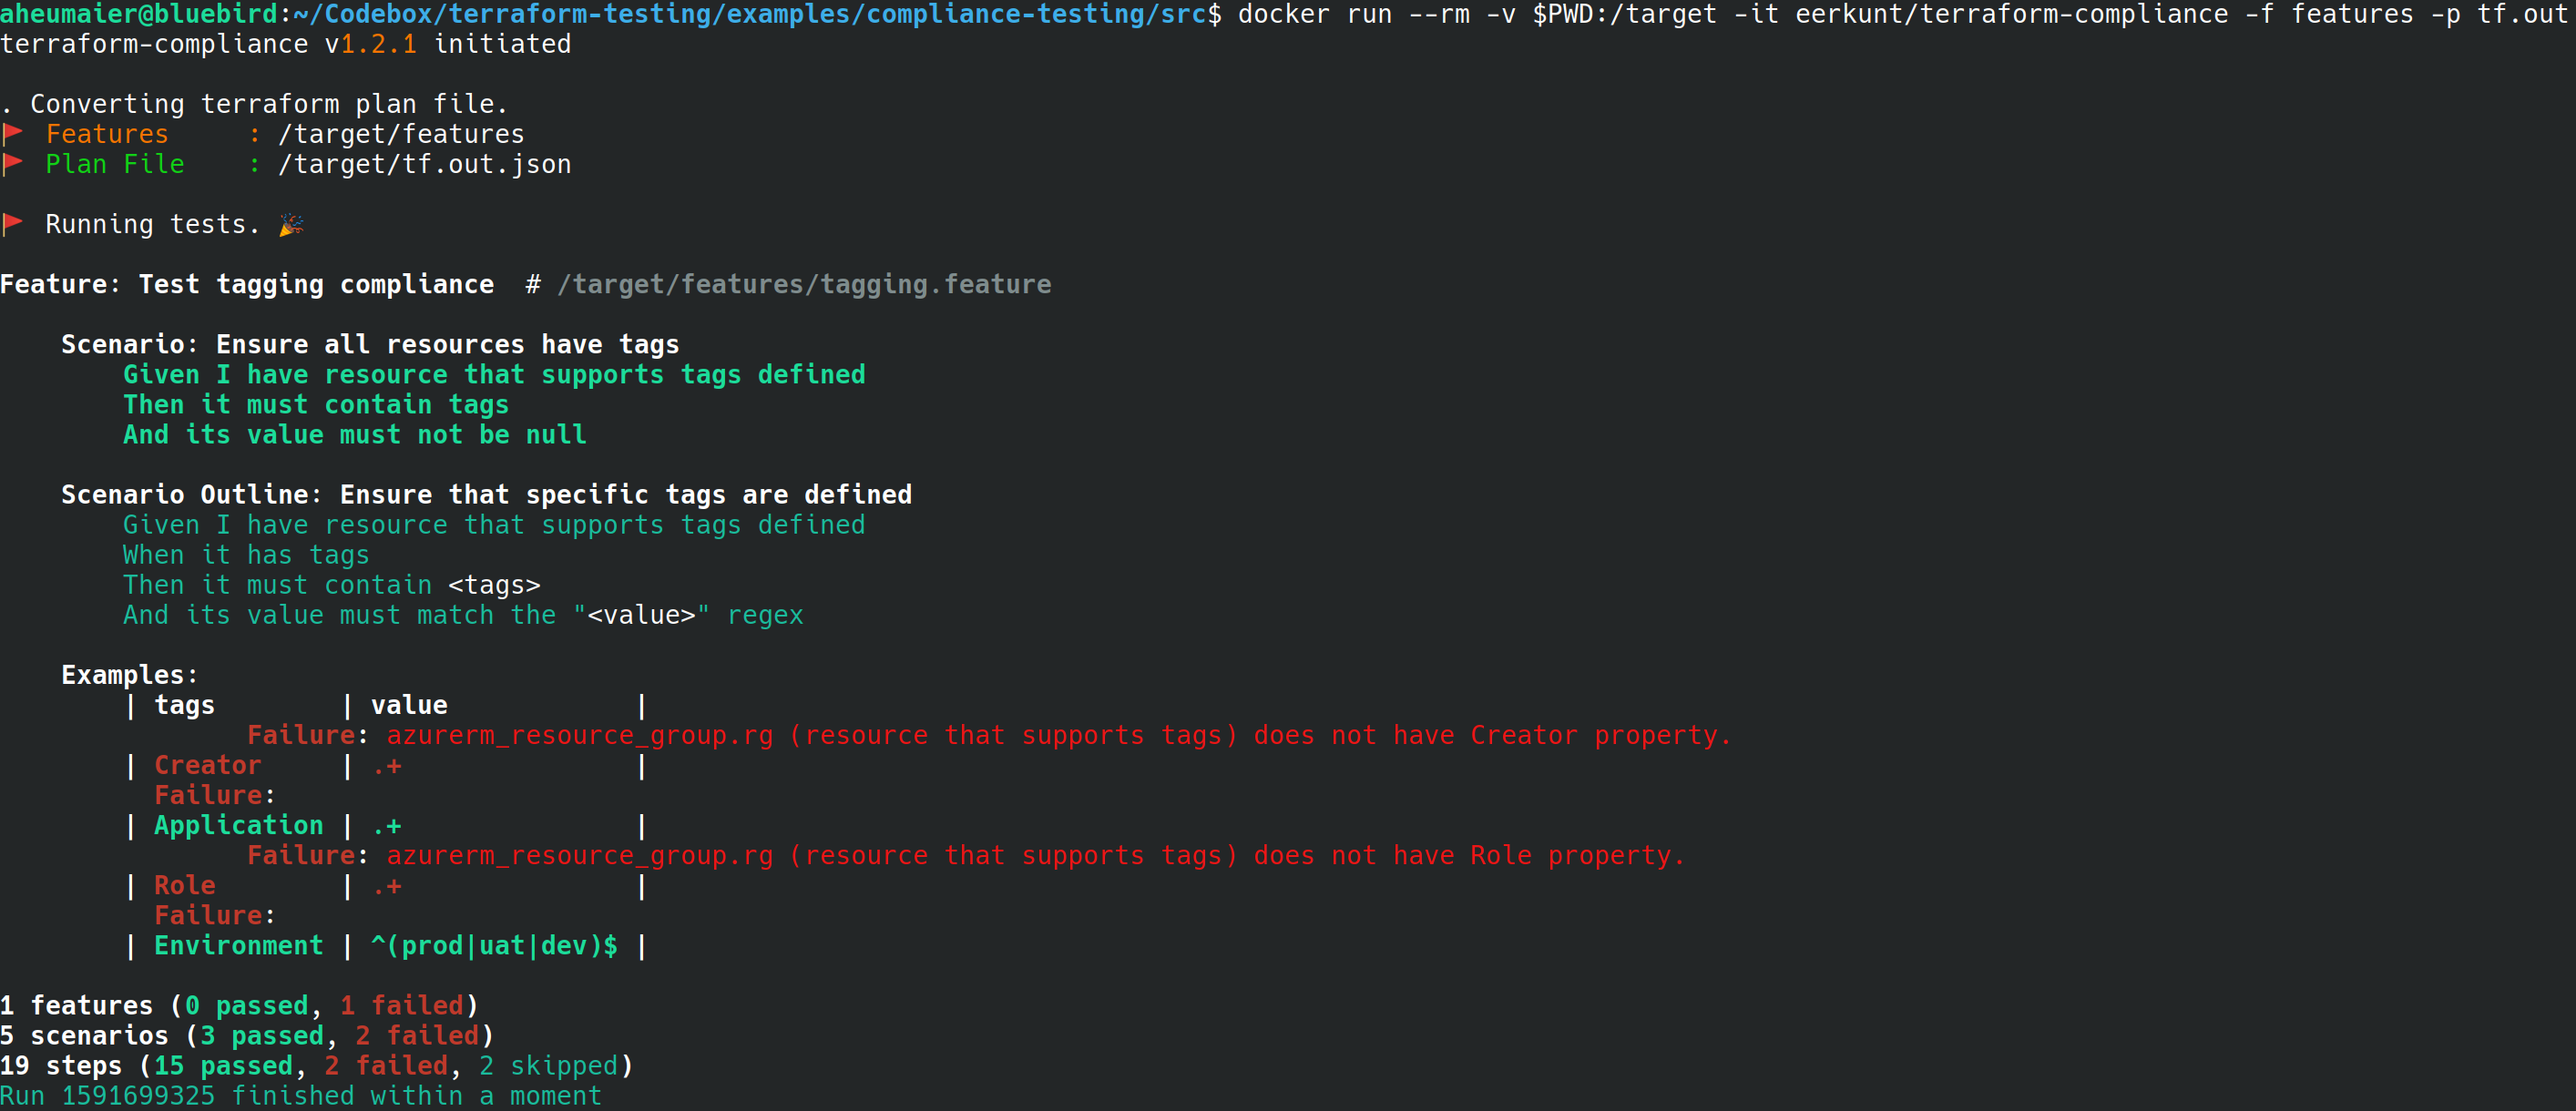 aheumaier@bluebird:~/Codebox/terraform-testing/examples/compliance-testing/src$ docker run --rm -v $PWD:/target -it eerkunt/terraform-compliance -f features -p tf.out
terraform-compliance v1.2.1 initiated
. Converting terraform plan file.
Features     : /target/features
Plan File    : /target/tf.out.json
Running tests. 🎉
Feature: Test tagging compliance  # /target/features/tagging.feature
    Scenario: Ensure all resources have tags
        Given I have resource that supports tags defined
        Then it must contain tags
        And its value must not be null
    Scenario Outline: Ensure that specific tags are defined
        Given I have resource that supports tags defined
        When it has tags
        Then it must contain <tags>
        And its value must match the "<value>" regex
    Examples:
        | tags        | value            |
                Failure: azurerm_resource_group.rg (resource that supports tags) does not have Creator property.
        | Creator     | .+               |
          Failure:
        | Application | .+               |
                Failure: azurerm_resource_group.rg (resource that supports tags) does not have Role property.
        | Role        | .+               |
          Failure:
        | Environment | ^(prod|uat|dev)$ |
1 features (0 passed, 1 failed)
5 scenarios (3 passed, 2 failed)
19 steps (15 passed, 2 failed, 2 skipped)
Run 1591699325 finished within a moment